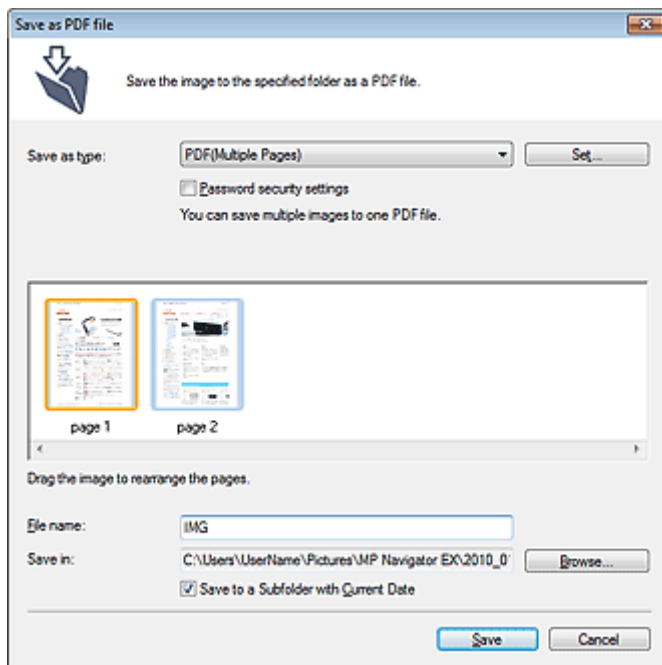 Save as PDF file
Save the image to the specified folder as a PDF file.
Save as type:
PDF(Multiple Pages)
Set...
Password security settings
You can save multiple images to one PDF file.
page 1
page 2
Drag the image to rearrange the pages.
File name:
IMG
Save in:
C:\Users\UserName\Pictures\MP Navigator EX\2010_0
Browse...
Save to a Subfolder with Current Date
Save
Cancel